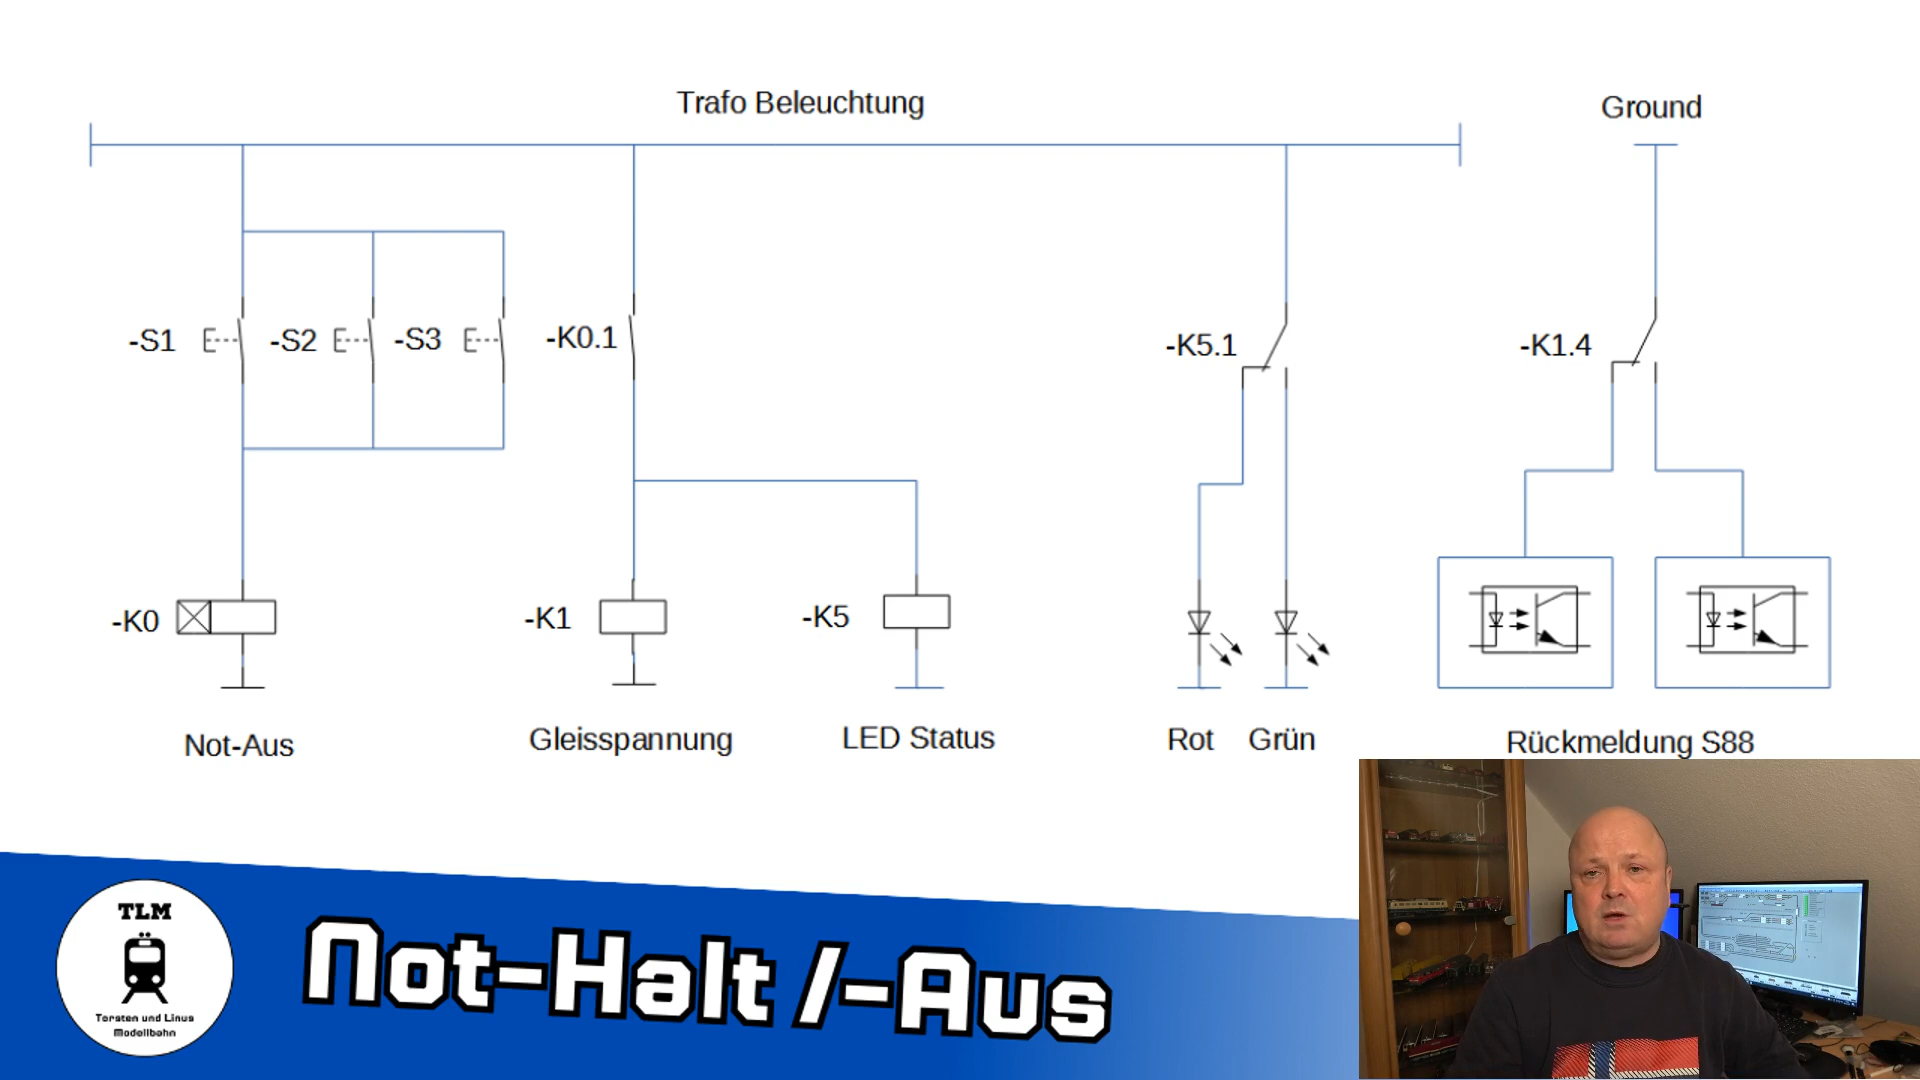 Trafo Beleuchtung
Ground
-S1
-S2
-S3
-K0.1
-K5.1
-K1.4
-K0
-K1
-K5
Not-Aus
Gleisspannung
LED Status
Rot
Grün
Rückmeldung S88
TLM
Torsten und Linus
Modellbahn
Not-Halt /-Aus